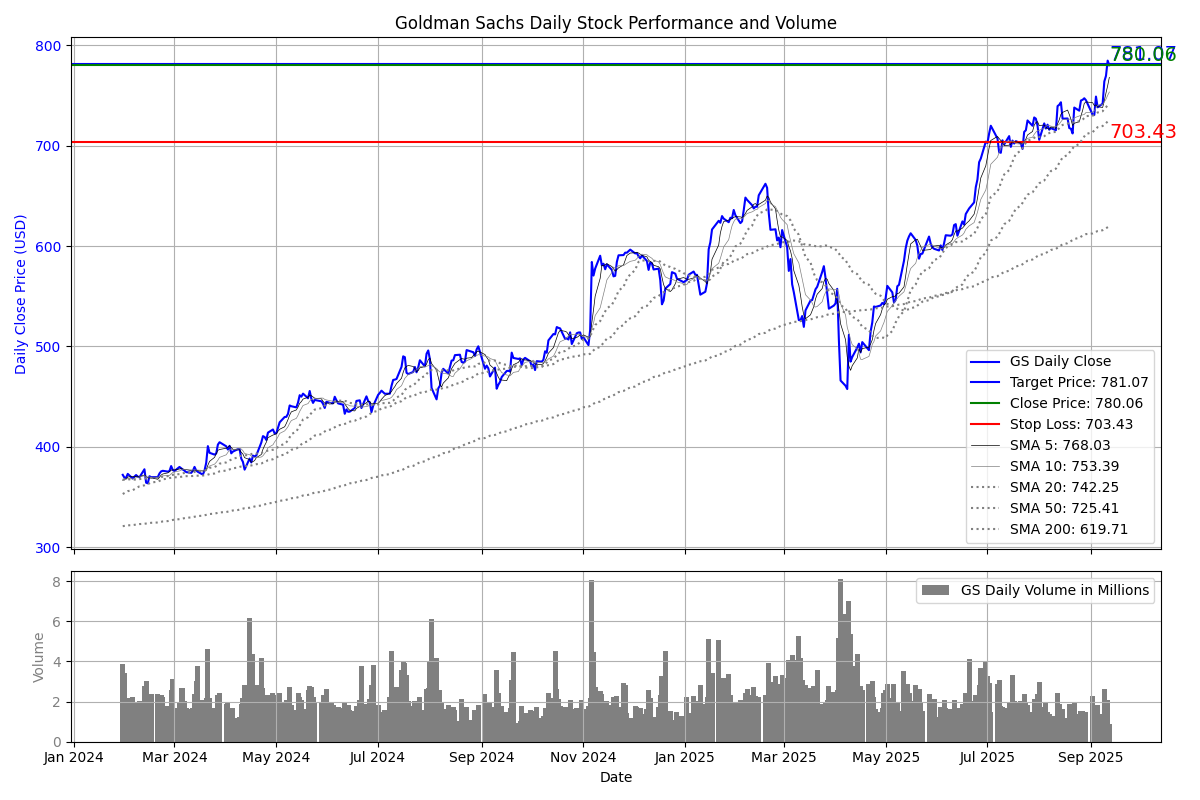 Goldman Sachs Daily Stock Performance and Volume
Daily Close Price (USD)
800
700
600
500
400
300
781.07
780.06
703.43
GS Daily Close
Target Price: 781.07
Close Price: 780.06
Stop Loss: 703.43
SMA 5: 768.03
SMA 10: 753.39
SMA 20: 742.25
SMA 50: 725.41
SMA 200: 619.71
Volume
8
6
4
2
0
GS Daily Volume in Millions
Jan 2024
Mar 2024
May 2024
Jul 2024
Sep 2024
Nov 2024
Jan 2025
Mar 2025
May 2025
Jul 2025
Sep 2025
Date